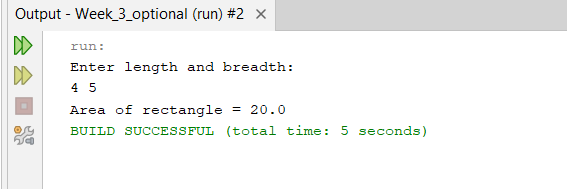 Output - Week_3_optional (run) #2
run:
Enter length and breadth:
4 5
Area of rectangle = 20.0
BUILD SUCCESSFUL (total time: 5 seconds)